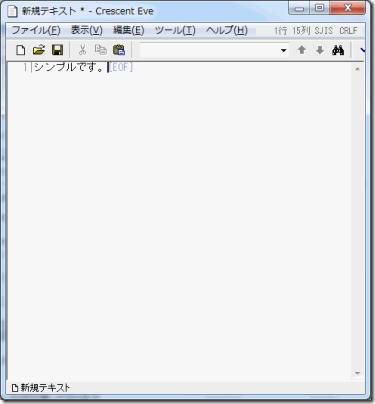 新規テキスト * - Crescent Eve
ファイル(F) 表示(V) 編集(E) ツール(T) ヘルプ(H) 1行 15列 SJIS CRLF
1 シンプルです。[EOF]
新規テキスト